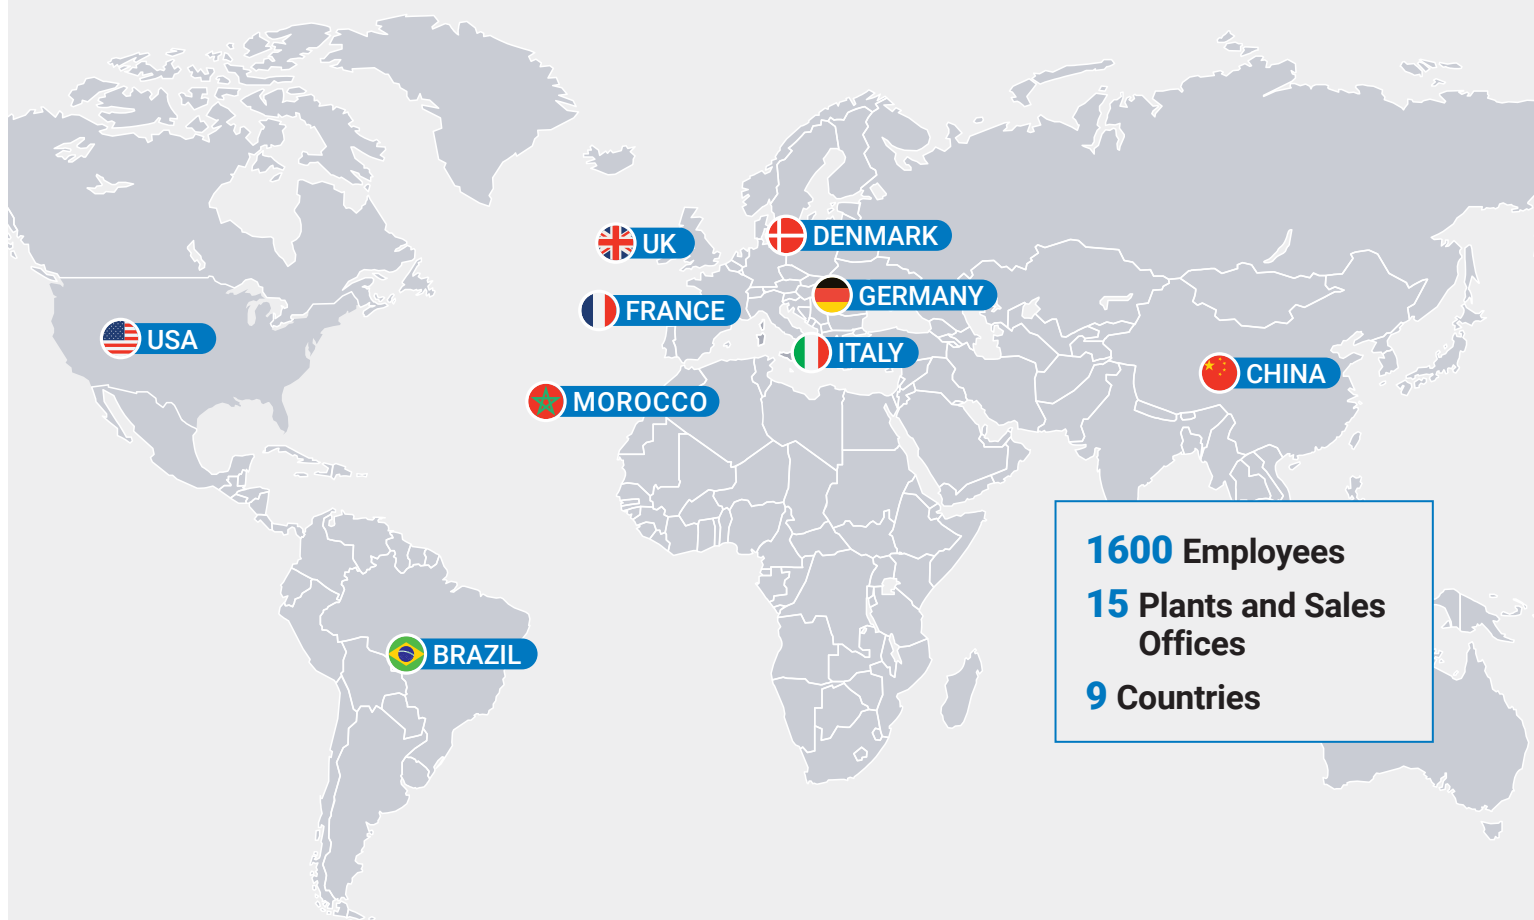 DENMARK
UK
GERMANY
FRANCE
USA
ITALY
CHINA
MOROCCO
BRAZIL
1600 Employees
15 Plants and Sales
Offices
9 Countries